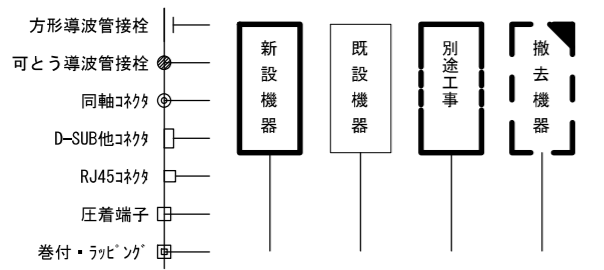 方形導波管接栓
可とう導波管接栓
同軸ｺﾈｸﾀ
D-SUB他ｺﾈｸﾀ
RJ45ｺﾈｸﾀ
圧着端子
巻付・ﾗｯﾋﾟﾝｸﾞ
新設機器
既設機器
別途工事
撤去機器